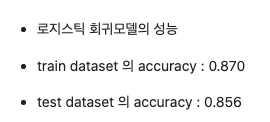 로지스틱 회귀모델의 성능
train dataset 의 accuracy : 0.870
test dataset 의 accuracy : 0.856